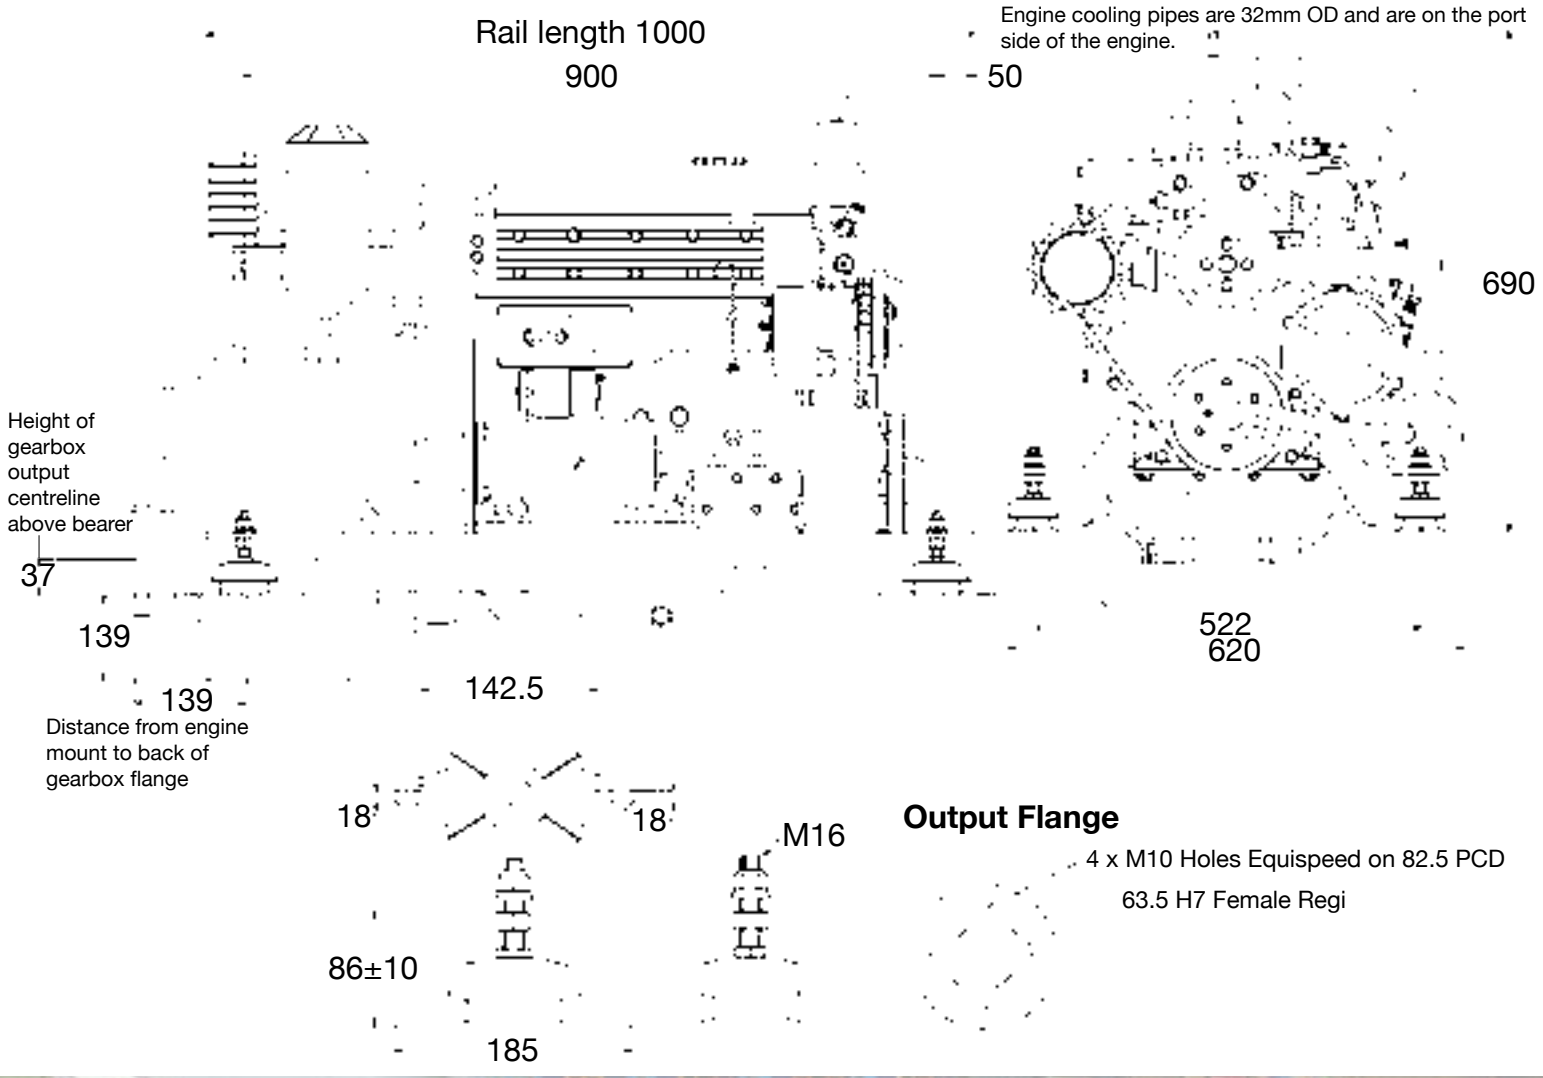 Rail length 1000
Engine cooling pipes are 32mm OD and are on the port
side of the engine.
900
50
690
Height of
gearbox
output
centreline
above bearer
37
139
522
620
142.5
139
Distance from engine
mount to back of
gearbox flange
18
18
M16
Output Flange
4 x M10 Holes Equispeed on 82.5 PCD
63.5 H7 Female Regi
86±10
185